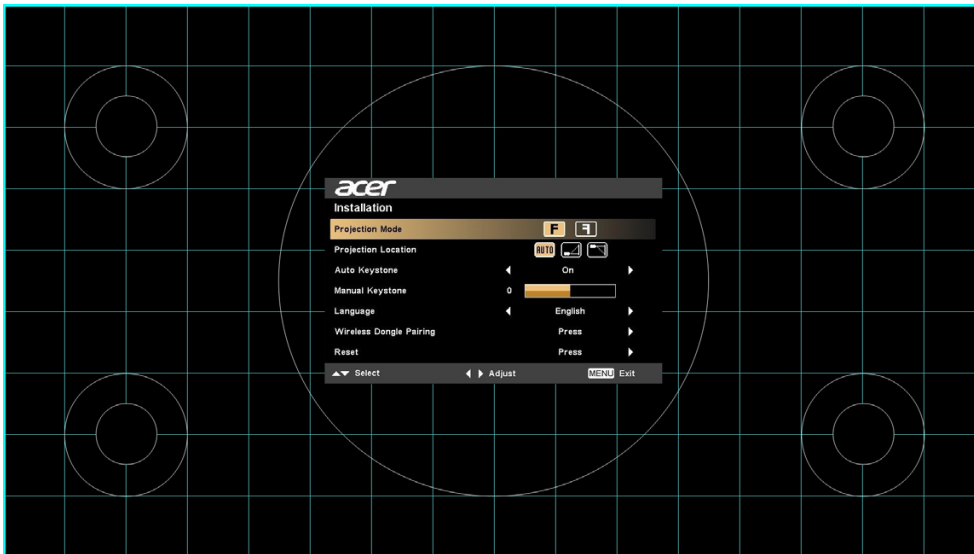 acer
Installation
Projection Mode F F
Projection Location AUTO
Auto Keystone On
Manual Keystone 0
Language English
Wireless Dongle Pairing Press
Reset Press
Select Adjust MENU Exit